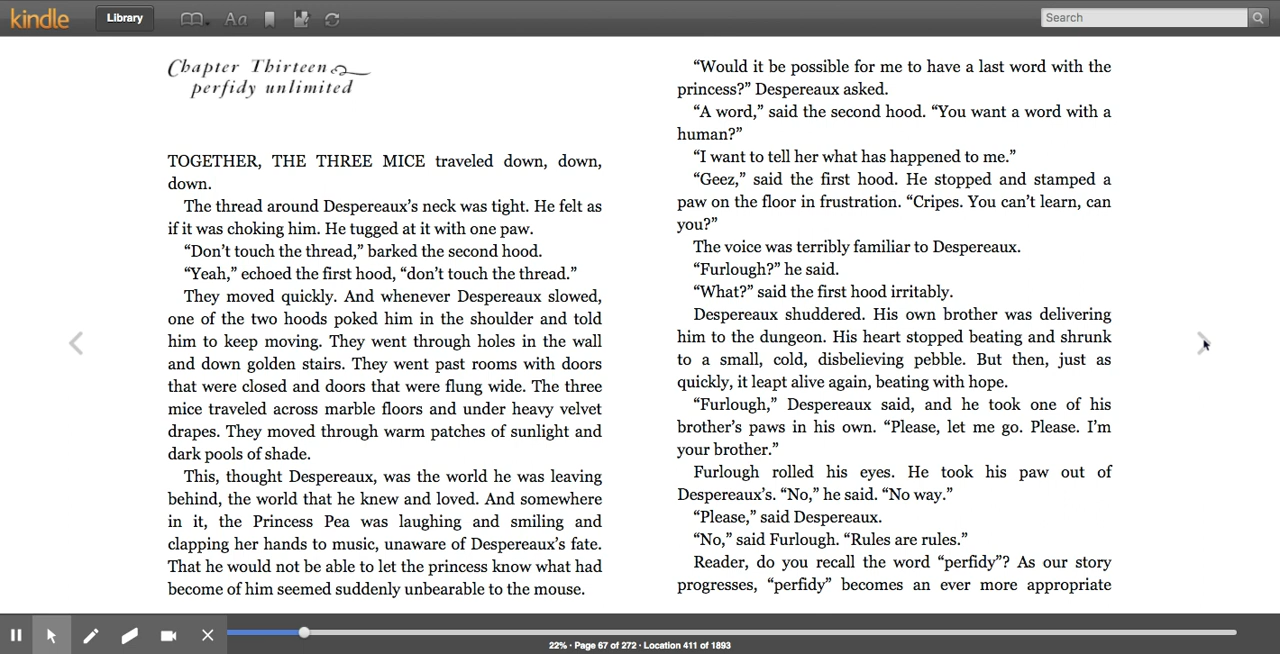 kindle
Library
Aa
Search
Chapter Thirteen
perfidy unlimited
TOGETHER, THE THREE MICE traveled down, down,
down.
The thread around Despereaux’s neck was tight. He felt as
if it was choking him. He tugged at it with one paw.
“Don’t touch the thread,” barked the second hood.
“Yeah,” echoed the first hood, “don’t touch the thread.”
They moved quickly. And whenever Despereaux slowed,
one of the two hoods poked him in the shoulder and told
him to keep moving. They went through holes in the wall
and down golden stairs. They went past rooms with doors
that were closed and doors that were flung wide. The three
mice traveled across marble floors and under heavy velvet
drapes. They moved through warm patches of sunlight and
dark pools of shade.
This, thought Despereaux, was the world he was leaving
behind, the world that he knew and loved. And somewhere
in it, the Princess Pea was laughing and smiling and
clapping her hands to music, unaware of Despereaux’s fate.
That he would not be able to let the princess know what had
become of him seemed suddenly unbearable to the mouse.
“Would it be possible for me to have a last word with the
princess?” Despereaux asked.
“A word,” said the second hood. “You want a word with a
human?”
“I want to tell her what has happened to me.”
“Geez,” said the first hood. He stopped and stamped a
paw on the floor in frustration. “Cripes. You can’t learn, can
you?”
The voice was terribly familiar to Despereaux.
“Furlough?” he said.
“What?” said the first hood irritably.
Despereaux shuddered. His own brother was delivering
him to the dungeon. His heart stopped beating and shrunk
to a small, cold, disbelieving pebble. But then, just as
quickly, it leapt alive again, beating with hope.
“Furlough,” Despereaux said, and he took one of his
brother’s paws in his own. “Please, let me go. Please. I’m
your brother.”
Furlough rolled his eyes. He took his paw out of
Despereaux’s. “No,” he said. “No way.”
“Please,” said Despereaux.
“No,” said Furlough. “Rules are rules.”
Reader, do you recall the word “perfidy”? As our story
progresses, “perfidy” becomes an ever more appropriate
22% · Page 67 of 272 · Location 411 of 1893